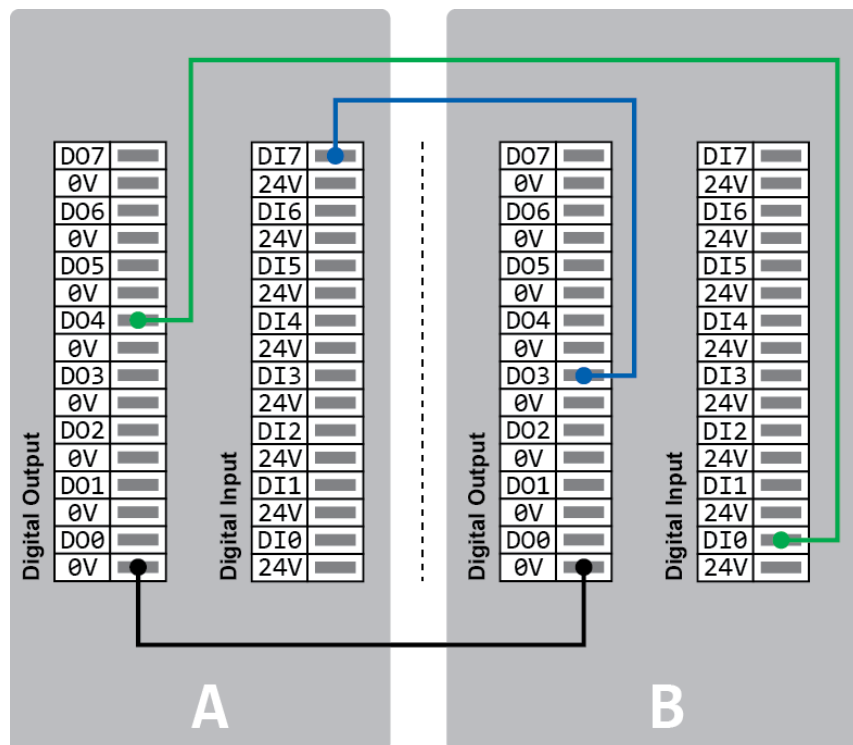 DO7
0V
DO6
0V
DO5
0V
DO4
0V
DO3
0V
DO2
0V
DO1
0V
DO0
0V
Digital Output
DI7
24V
DI6
24V
DI5
24V
DI4
24V
DI3
24V
DI2
24V
DI1
24V
DI0
24V
Digital Input
A
DO7
0V
DO6
0V
DO5
0V
DO4
0V
DO3
0V
DO2
0V
DO1
0V
DO0
0V
Digital Output
DI7
24V
DI6
24V
DI5
24V
DI4
24V
DI3
24V
DI2
24V
DI1
24V
DI0
24V
Digital Input
B